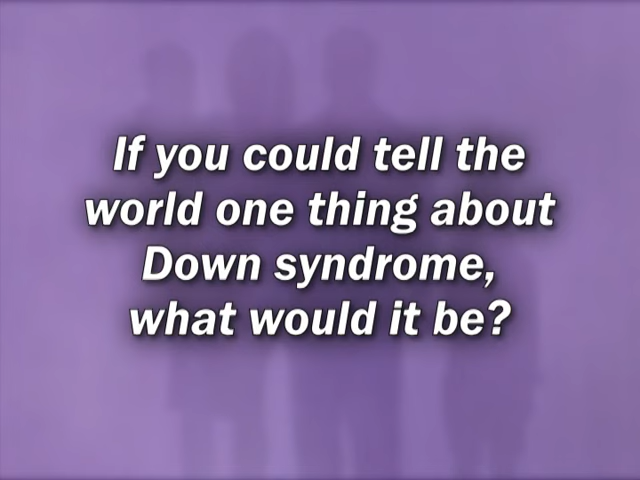 If you could tell the
world one thing about
Down syndrome,
what would it be?